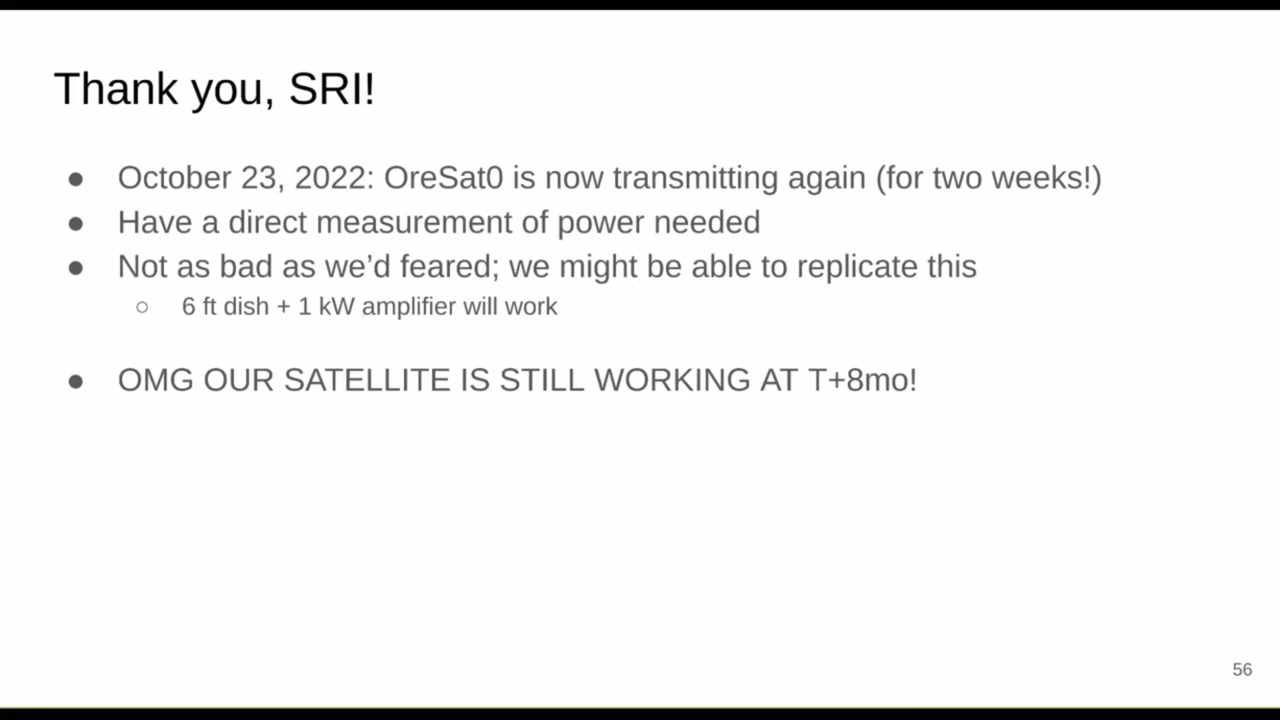 Thank you, SRI!
● October 23, 2022: OreSat0 is now transmitting again (for two weeks!)
● Have a direct measurement of power needed
● Not as bad as we’d feared; we might be able to replicate this
○ 6 ft dish + 1 kW amplifier will work
● OMG OUR SATELLITE IS STILL WORKING AT T+8mo!
56